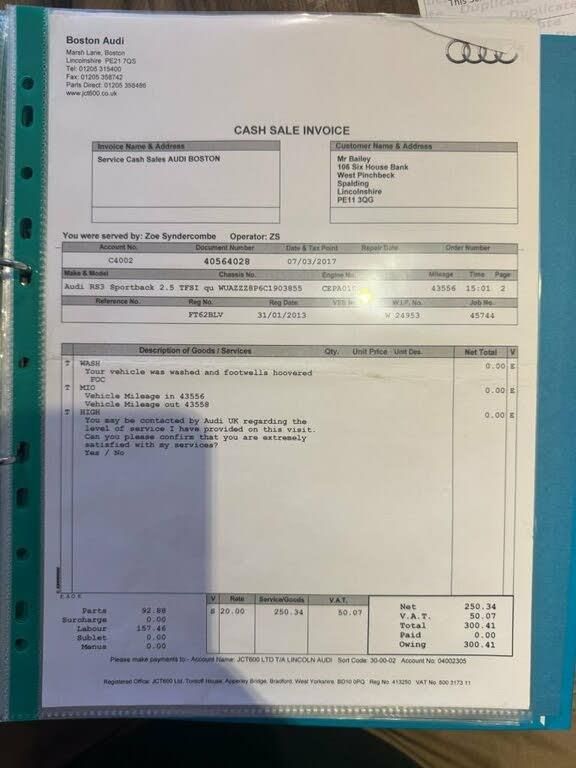 Duplicate
Boston Audi
Marsh Lane, Boston
Lincolnshire PE21 7QS
Tel: 01205 315400
Fax: 01205 358742
Parts Direct: 01205 358486
www.jct600.co.uk
CASH SALE INVOICE
Invoice Name & Address
Service Cash Sales AUDI BOSTON
Customer Name & Address
Mr Bailey
106 Six House Bank
West Pinchbeck
Spalding
Lincolnshire
PE11 3QG
You were served by: Zoe Syndercombe Operator: ZS
Account No. Document Number Date & Tax Point Repair Date Order Number
C4002 40564028 07/03/2017
Make & Model Chassis No. Engine No. Mileage Time Page
Audi RS3 Sportback 2.5 TFSI qu WUAZZZ8P6C1903855 43556 15:01 2
Reference No. Reg No. Reg Date. W.I.P. No. Job No.
FT62BLV 31/01/2013 W 24953 45744
Description of Goods / Services Qty. Unit Price Unit Des. Net Total V
T WASH 0.00 E
Your vehicle was washed and footwells hoovered
FOC
T MIO 0.00 E
Vehicle Mileage in 43556
Vehicle Mileage out 43558
T HIGH 0.00 E
You may be contacted by Audi UK regarding the
level of service I have provided on this visit.
Can you please confirm that you are extremely
satisfied with my services?
Yes / No
E & O E
Parts 92.88
Surcharge 0.00
Labour 157.46
Sublet 0.00
Menus 0.00
V Rate Service/Goods V.A.T.
S 20.00 250.34 50.07
Net 250.34
V.A.T. 50.07
Total 300.41
Paid 0.00
Owing 300.41
Please make payments to:- Account Name: JCT600 LTD T/A LINCOLN AUDI Sort Code: 30-00-02 Account No: 04002305
Registered Office: JCT600 Ltd. Tordoff House, Apperley Bridge, Bradford, West Yorkshire, BD10 0PQ Reg No. 413250 VAT No. 500 3173 11